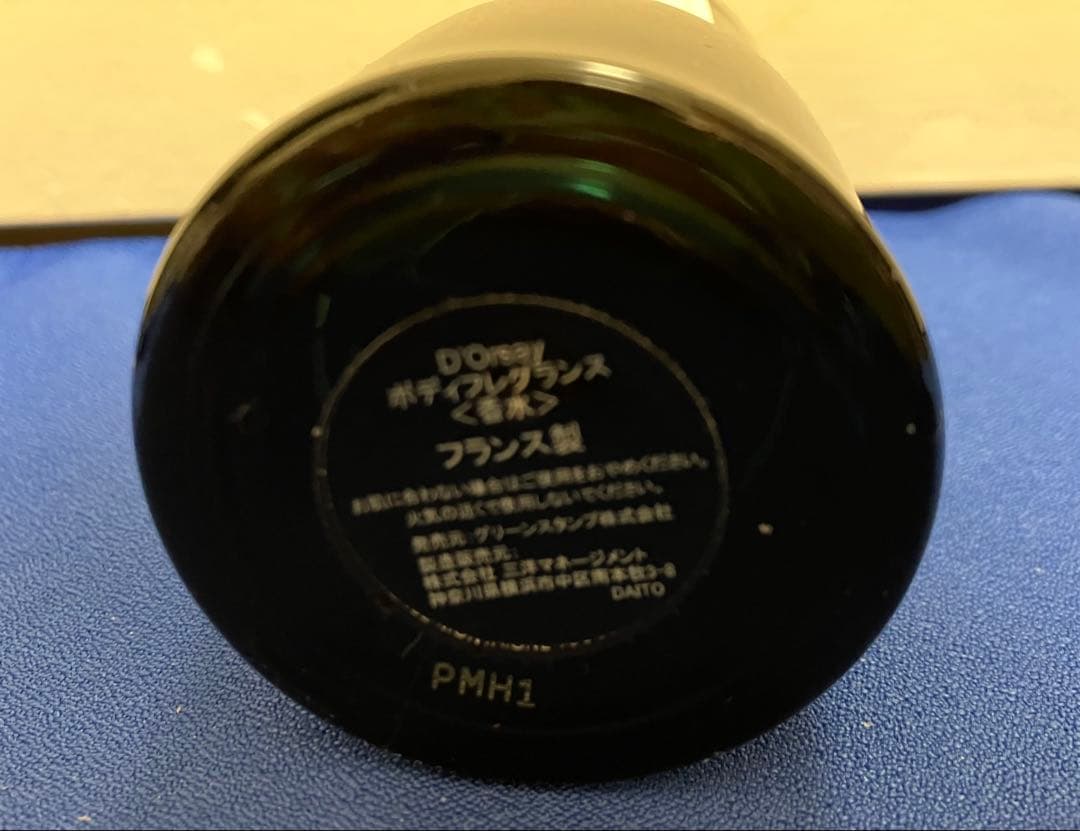 D'Orsay
ボディフレグランス
<香水>
フランス製
お肌に合わない場合はご使用をおやめください。
火気の近くで使用しないでください。
発売元:グリーンスタンプ株式会社
製造販売元:
株式会社 三洋マネージメント
神奈川県横浜市中区南本牧3-8
DAITO
PMH1